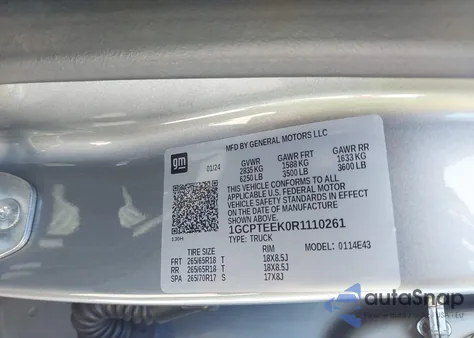 gm
01/24
MFD BY GENERAL MOTORS LLC
GVWR GAWR FRT GAWR RR
2835 KG 1588 KG 1633 KG
6250 LB 3500 LB 3600 LB
THIS VEHICLE CONFORMS TO ALL
APPLICABLE U.S. FEDERAL MOTOR
VEHICLE SAFETY STANDARDS IN EFFECT
ON THE DATE OF MANUFACTURE
SHOWN ABOVE.
1GCPTEEK0R1110261
TYPE: TRUCK MODEL: 0114E43
TIRE SIZE RIM
FRT 265/65R18 T 18X8.5J
RR 265/65R18 T 18X8.5J
SPA 265/70R17 S 17X8J
autoSnap